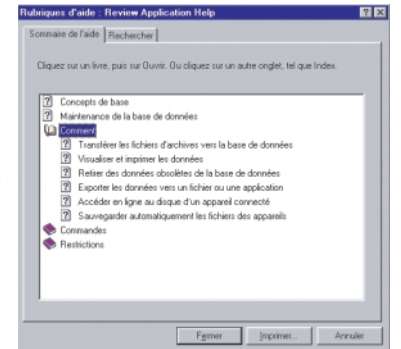 Rubriques d'aide : Review Application Help
Sommaire de l'aide
Rechercher
Cliquez sur un livre, puis sur Ouvrir. Ou cliquez sur un autre onglet, tel que Index.
Concepts de base
Maintenance de la base de données
Comment
Transférer les fichiers d'archives vers la base de données
Visualiser et imprimer les données
Retirer des données obsolètes de la base de données
Exporter les données vers un fichier ou une application
Accéder en ligne au disque d'un appareil connecté
Sauvegarder automatiquement les fichiers des appareils
Commandes
Restrictions
Fermer
Imprimer...
Annuler